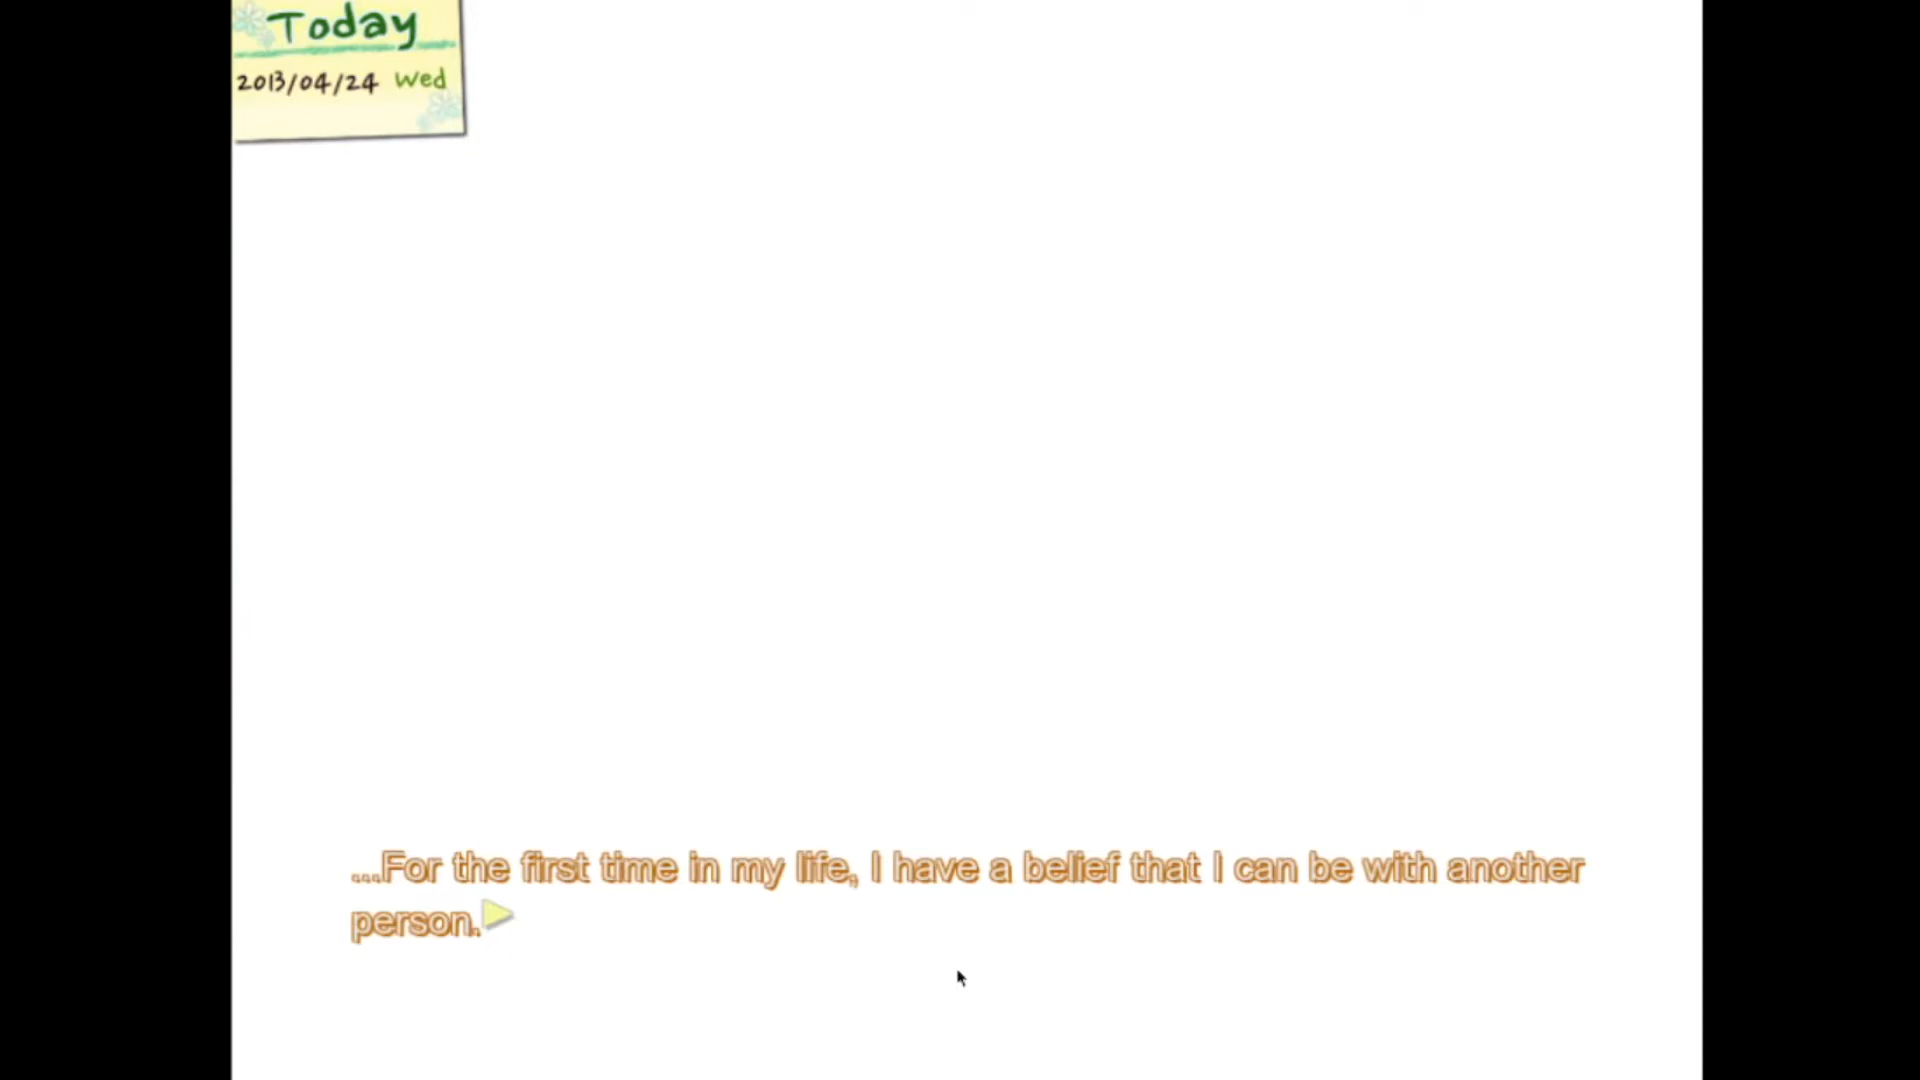 Today
2013/04/24 Wed
...For the first time in my life, I have a belief that I can be with another
person.